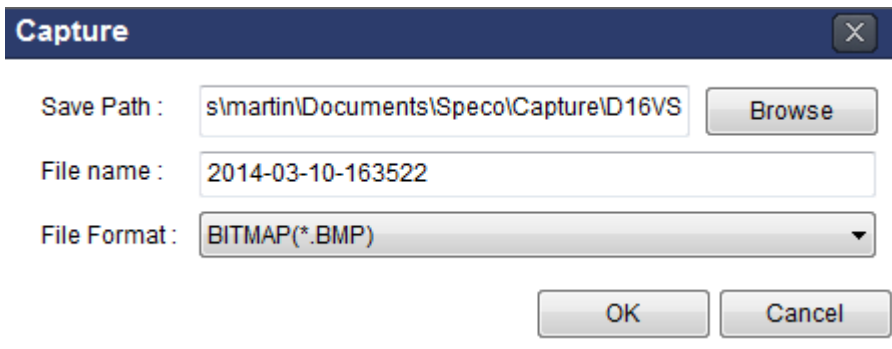 Capture
Save Path : s\martin\Documents\Speco\Capture\D16VS Browse
File name : 2014-03-10-163522
File Format : BITMAP(*.BMP)
OK Cancel